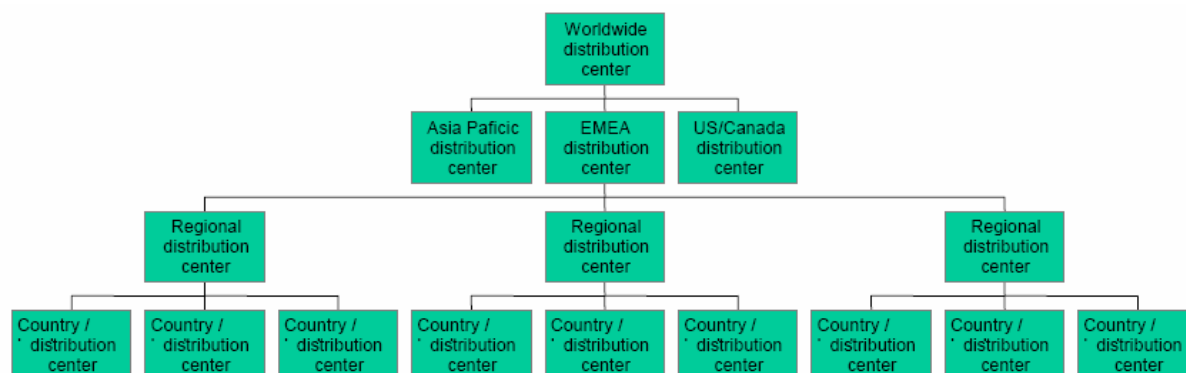 Worldwide
distribution
center
Asia Paficic
distribution
center
EMEA
distribution
center
US/Canada
distribution
center
Regional
distribution
center
Regional
distribution
center
Regional
distribution
center
Country /
distribution
center
Country /
distribution
center
Country /
distribution
center
Country /
distribution
center
Country /
distribution
center
Country /
distribution
center
Country /
distribution
center
Country /
distribution
center
Country /
distribution
center